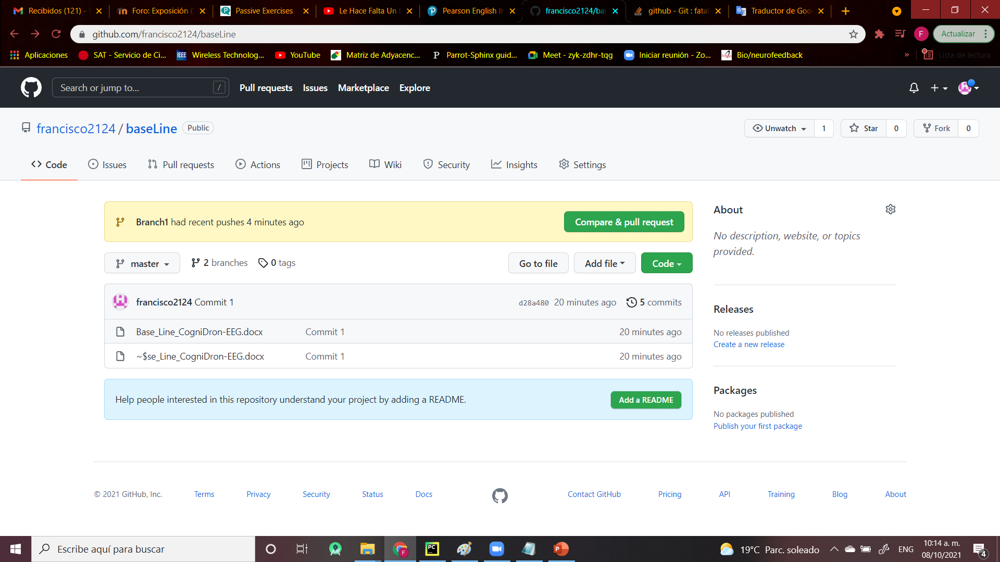 Recibidos (121) -
Foro: Exposición (
Passive Exercises
Le Hace Falta Un
Pearson English In
francisco2124/bas
github - Git : fatal
Traductor de Goo
github.com/francisco2124/baseLine
F
Actualizar
Aplicaciones
SAT - Servicio de Ci...
IEEE
Wireless Technolog...
YouTube
Matriz de Adyacenc...
P
Parrot-Sphinx guid...
Meet - zyk-zdhr-tqg
Iniciar reunión - Zo...
Bio/neurofeedback
»
Lista de lectura
Search or jump to...
/
Pull requests
Issues
Marketplace
Explore
francisco2124 / baseLine
Public
Unwatch
1
Star
0
Fork
0
Code
Issues
Pull requests
Actions
Projects
Wiki
Security
Insights
Settings
Branch1 had recent pushes 4 minutes ago
Compare & pull request
master
2 branches
0 tags
Go to file
Add file
Code
francisco2124 Commit 1
d28a480
20 minutes ago
5 commits
Base_Line_CogniDron-EEG.docx
Commit 1
20 minutes ago
~$se_Line_CogniDron-EEG.docx
Commit 1
20 minutes ago
Help people interested in this repository understand your project by adding a README.
Add a README
About
No description, website, or topics
provided.
Releases
No releases published
Create a new release
Packages
No packages published
Publish your first package
© 2021 GitHub, Inc.
Terms
Privacy
Security
Status
Docs
Contact GitHub
Pricing
API
Training
Blog
About
Escribe aquí para buscar
F
PC
P
19°C Parc. soleado
ENG
10:14 a. m.
08/10/2021
4